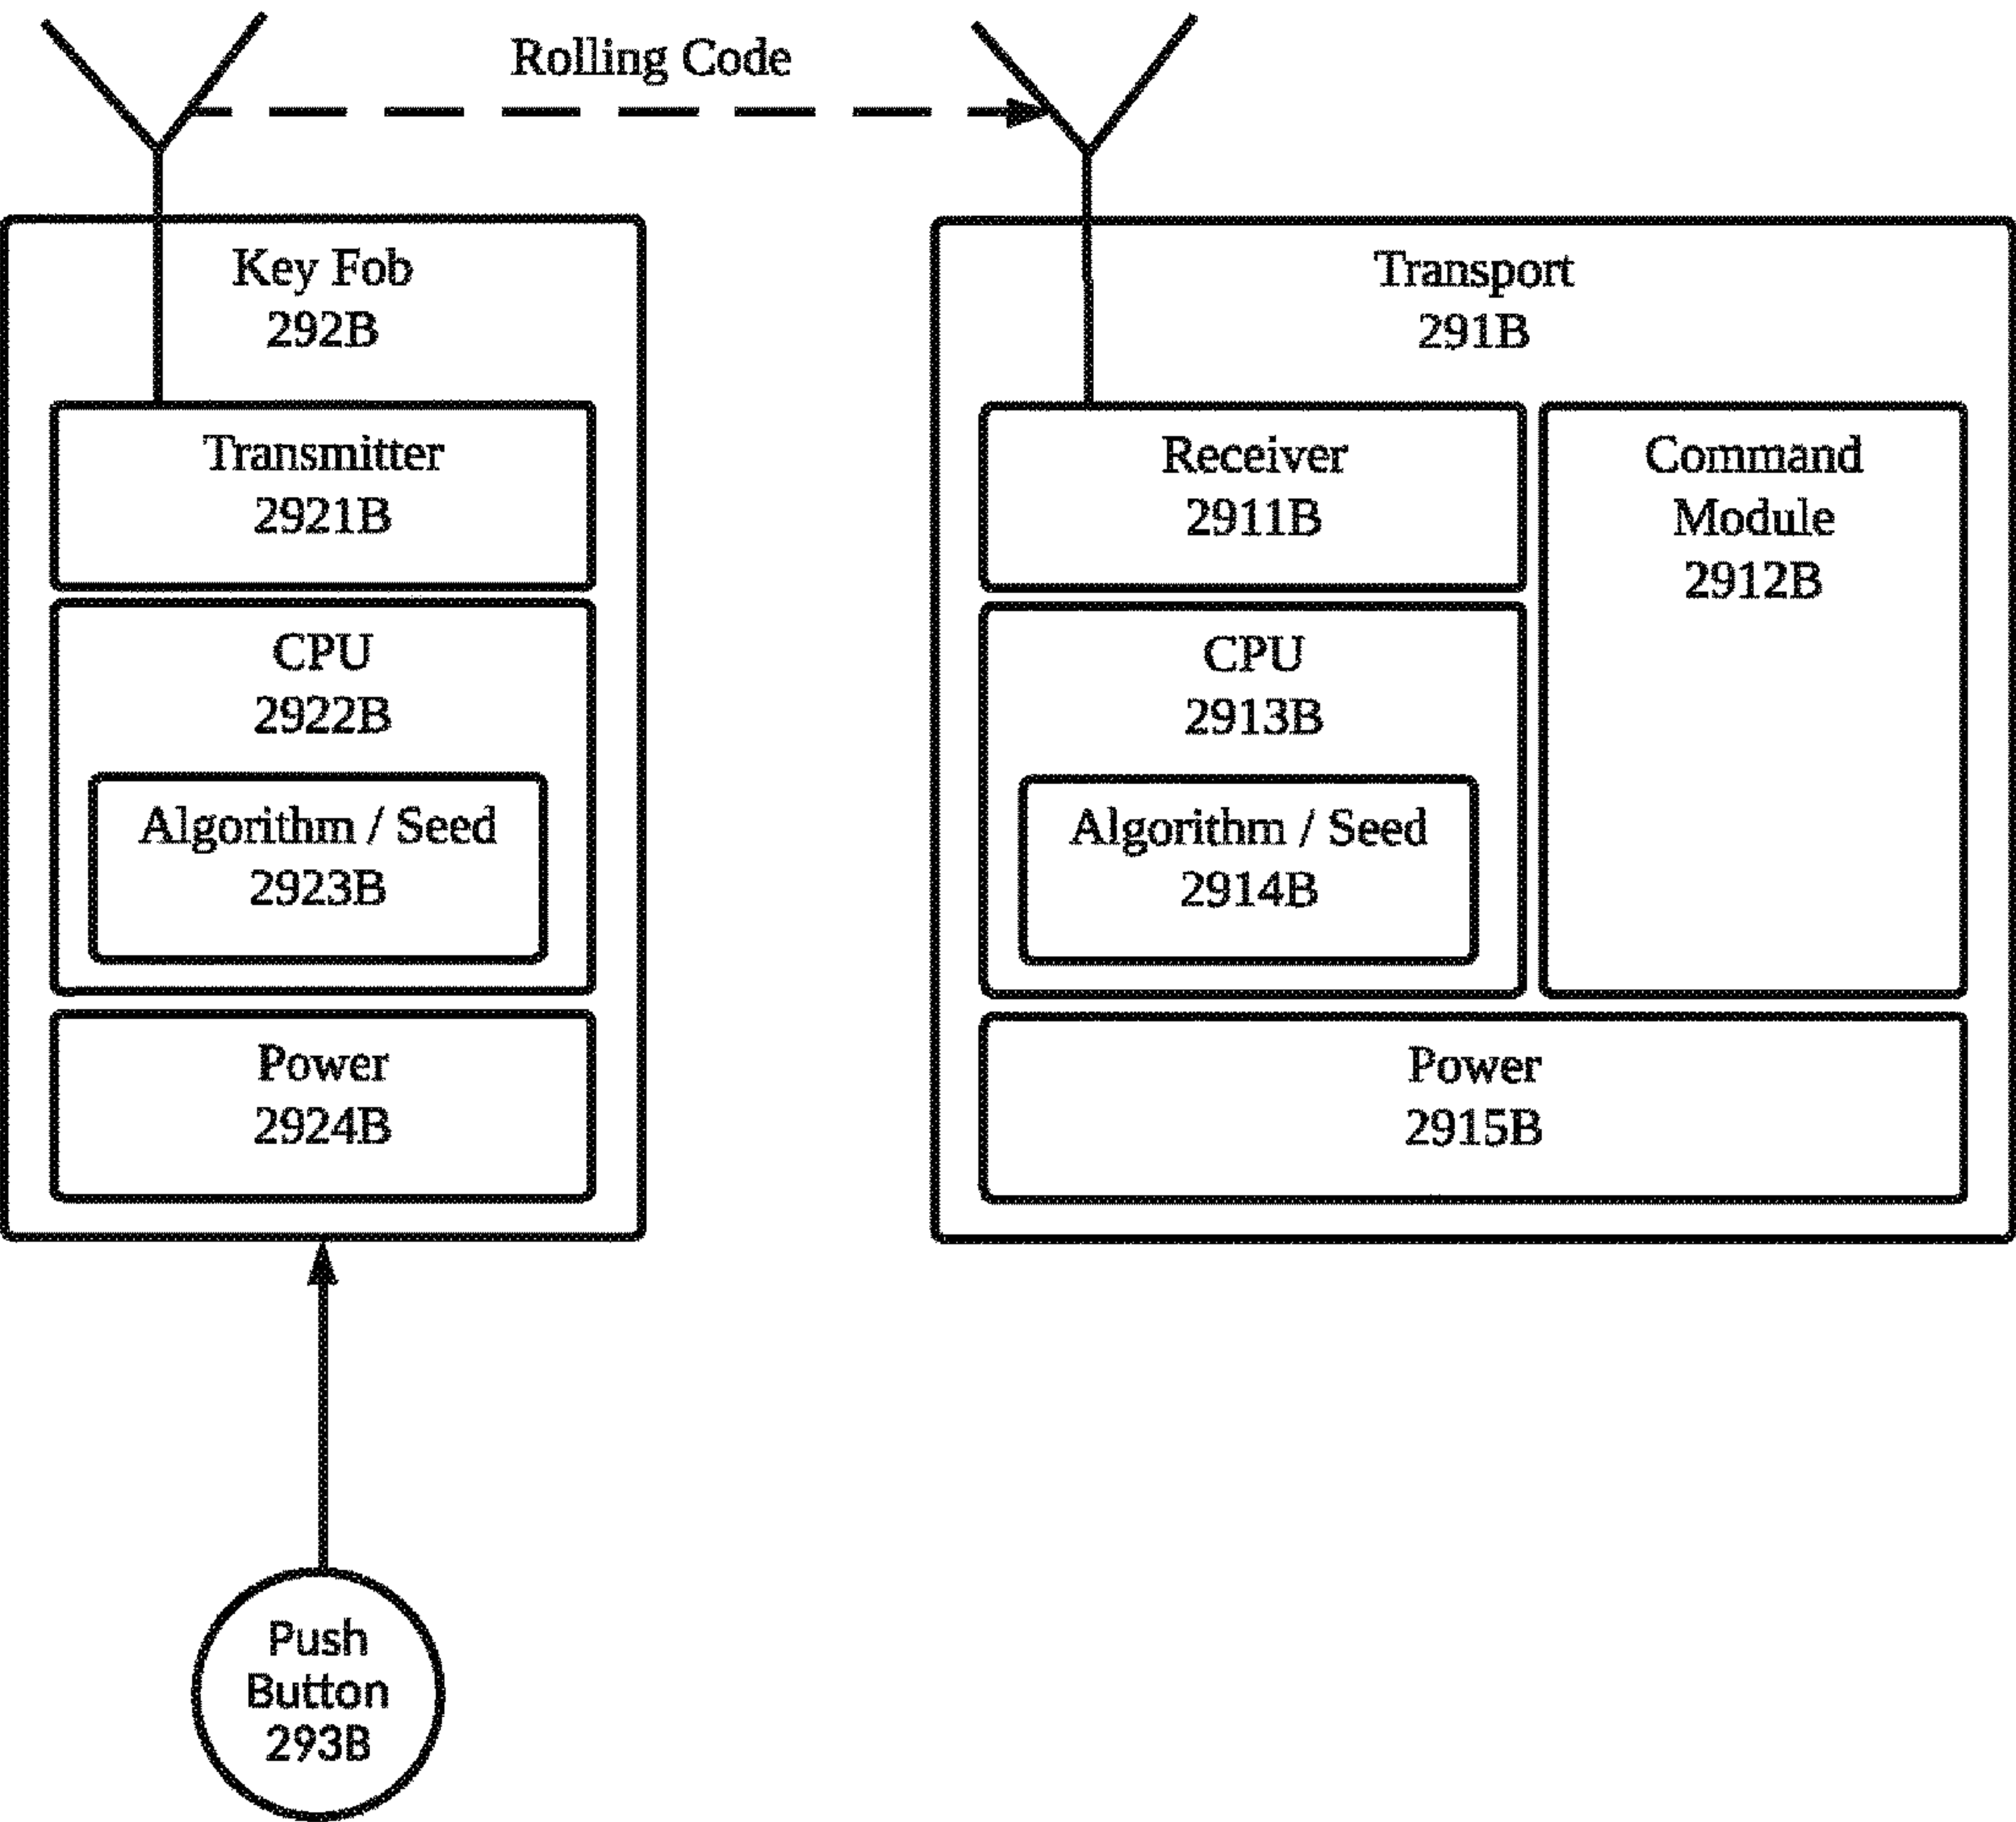 Rolling Code
Key Fob
292B
Transmitter
2921B
CPU
2922B
Algorithm / Seed
2923B
Power
2924B
Push
Button
293B
Transport
291B
Receiver
2911B
Command
Module
2912B
CPU
2913B
Algorithm / Seed
2914B
Power
2915B